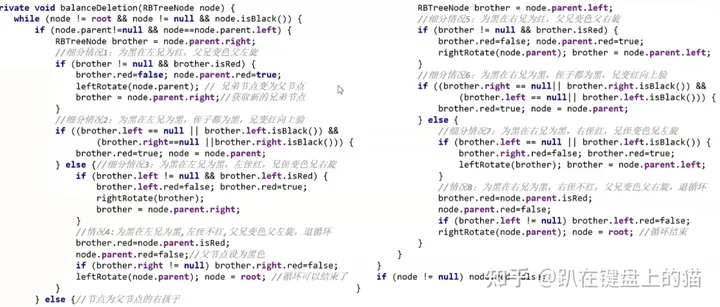 rivate void balanceDeletion(RBTreeNode node) {
while (node != root && node != null && node.isBlack()) {
if (node.parent!=null && node==node.parent.left) {
RBTreeNode brother = node.parent.right;
//细分情况1: 为黑在左兄为红, 父兄变色父左旋
if (brother != null && brother.isRed) {
brother.red=false; node.parent.red=true;
leftRotate(node.parent); // 兄弟节点变为父节点
brother = node.parent.right;//获取新的兄弟节点
}
//细分情况2: 为黑在左兄为黑, 侄子都为黑, 兄变红向上验
if ((brother.left == null || brother.left.isBlack()) &&
(brother.right==null ||brother.right.isBlack())) {
brother.red=true; node = node.parent;
} else {//细分情况3: 为黑在左兄为黑, 左侄红, 兄侄变色兄右旋
if (brother.left != null && brother.left.isRed) {
brother.left.red=false; brother.red=true;
rightRotate(brother);
brother = node.parent.right;
}
//情况4:为黑在左兄为黑,左侄不红,父兄变色父左旋, 退循环
brother.red=node.parent.isRed;
node.parent.red=false;//父节点设为黑色
if (brother.right != null) brother.right.red=false;
leftRotate(node.parent); node = root; //循环可以结束了
}
} else {//节点为父节点的右孩子
RBTreeNode brother = node.parent.left;
//细分情况5: 为黑在右兄为红, 父兄变色父右旋
if (brother != null && brother.isRed) {
brother.red=false; node.parent.red=true;
rightRotate(node.parent); brother = node.parent.left;
}
//细分情况6: 为黑在右兄为黑, 侄子都为黑, 兄变红向上验
if ((brother.right == null|| brother.right.isBlack()) &&
(brother.left == null|| brother.left.isBlack())) {
brother.red=true; node = node.parent;
} else {
//细分情况7: 为黑在右兄为黑, 右侄红, 兄侄变色兄左旋
if (brother.left == null || brother.left.isBlack()) {
brother.right.red=false; brother.red=true;
leftRotate(brother); brother = node.parent.left;
}
//情况8: 为黑在右兄为黑, 右侄不红, 父兄变色父右旋, 退循环
brother.red=node.parent.isRed;
node.parent.red=false;
if (brother.left != null) brother.left.red=false;
rightRotate(node.parent); node = root; //循环结束
}
}
}
if (node != null) node.red=false;
}
知乎 @趴在键盘上的猫